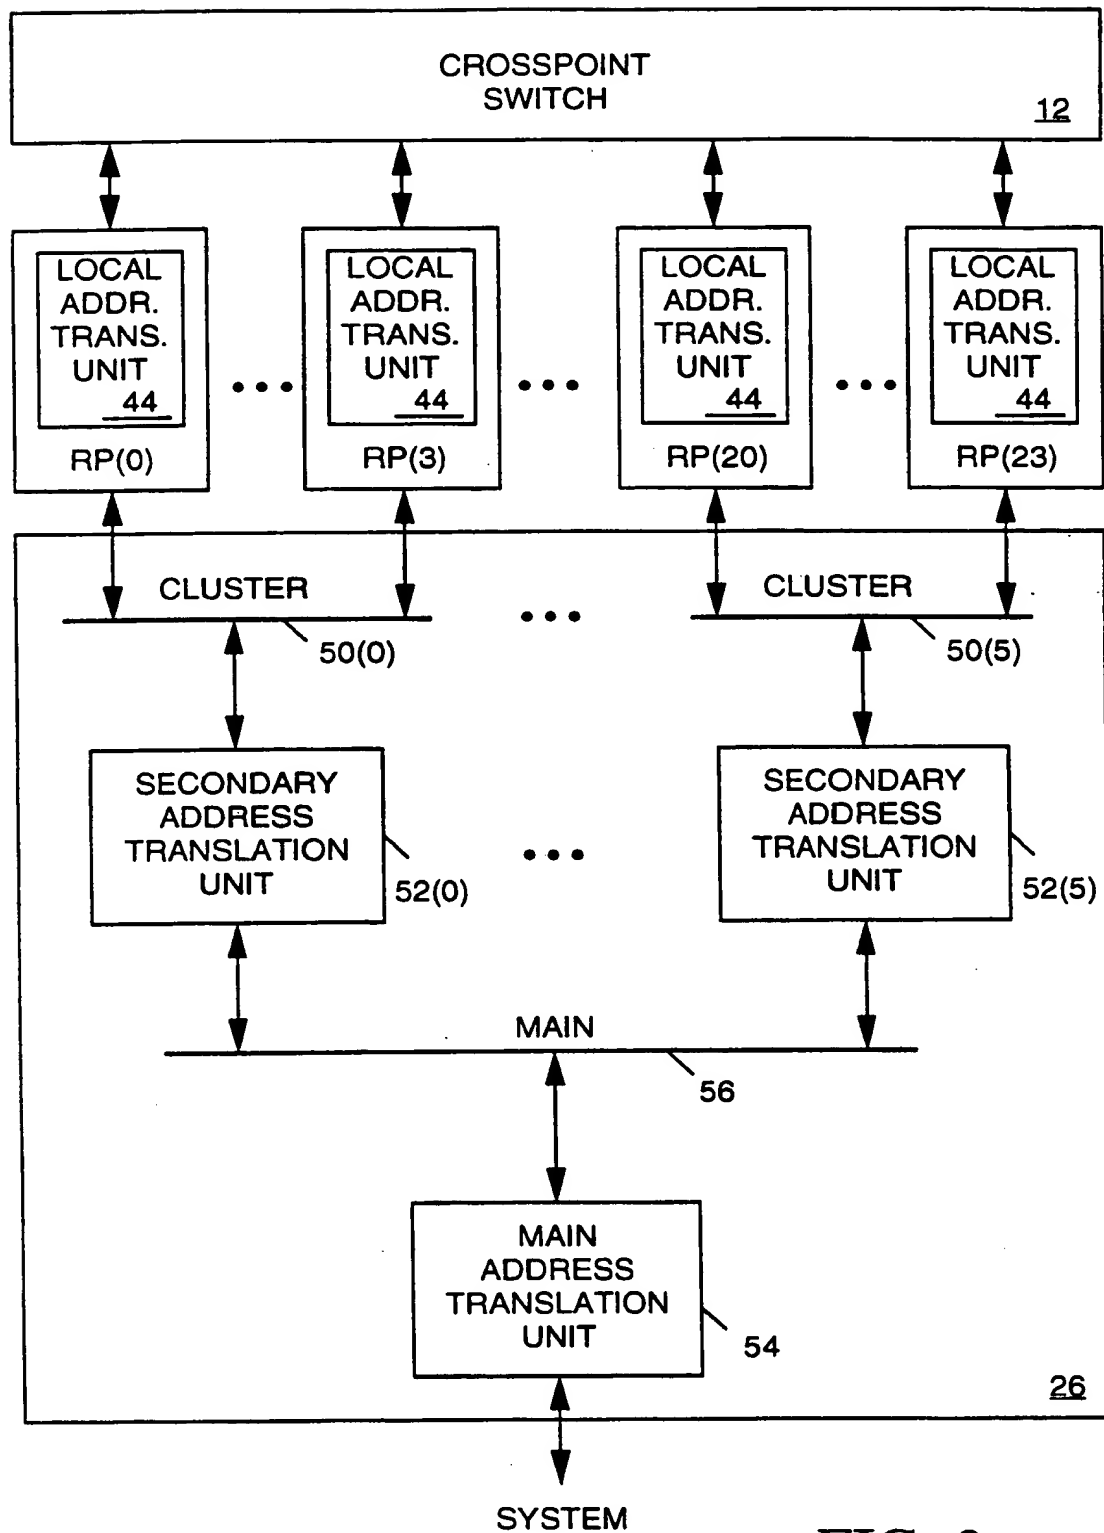 CROSSPOINT
SWITCH
12
LOCAL
ADDR.
TRANS.
UNIT
44
RP(0)
LOCAL
ADDR.
TRANS.
UNIT
44
RP(3)
LOCAL
ADDR.
TRANS.
UNIT
44
RP(20)
LOCAL
ADDR.
TRANS.
UNIT
44
RP(23)
CLUSTER
50(0)
CLUSTER
50(5)
SECONDARY
ADDRESS
TRANSLATION
UNIT
52(0)
SECONDARY
ADDRESS
TRANSLATION
UNIT
52(5)
MAIN
56
MAIN
ADDRESS
TRANSLATION
UNIT
54
26
SYSTEM